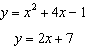 y = x² + 4x − 1
y = 2x + 7